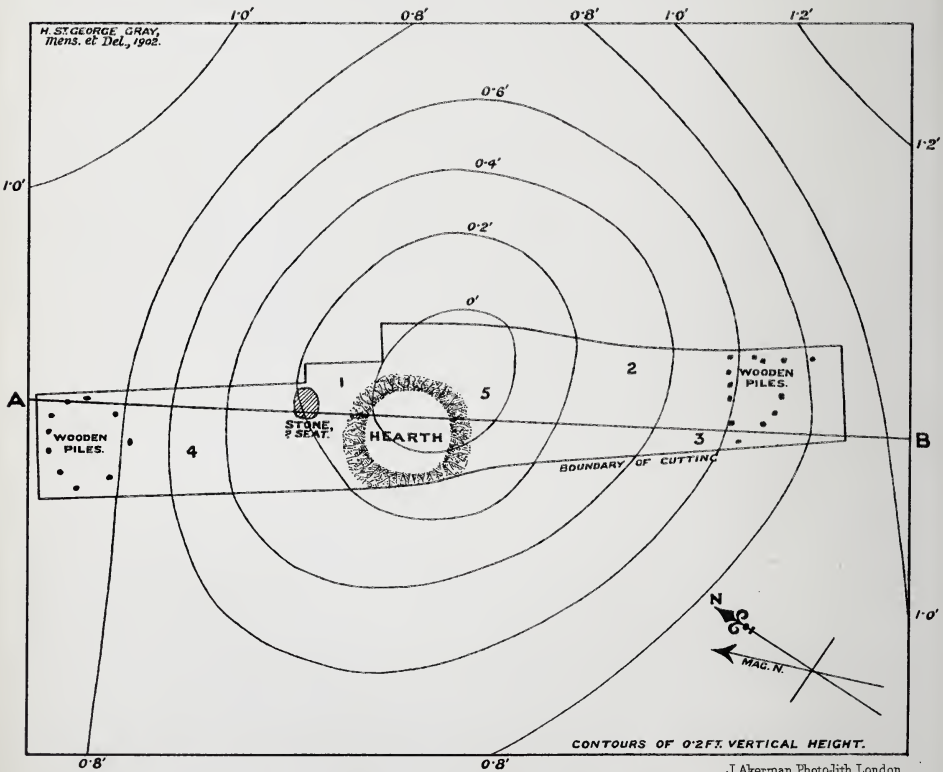 1·0'
0·8'
0·8'
1·0'
1·2'
H. ST. GEORGE GRAY,
mens. et Del., 1902.
0·6'
1·2'
0·4'
1·0'
0·2'
0'
1
2
5
WOODEN
PILES.
A
STONE,
"SEAT."
HEARTH
B
WOODEN
PILES.
4
3
BOUNDARY OF CUTTING
N
1·0'
MAG. N.
CONTOURS OF 0·2 FT. VERTICAL HEIGHT.
0·8'
0·8'
J. Akerman Photo-lith London